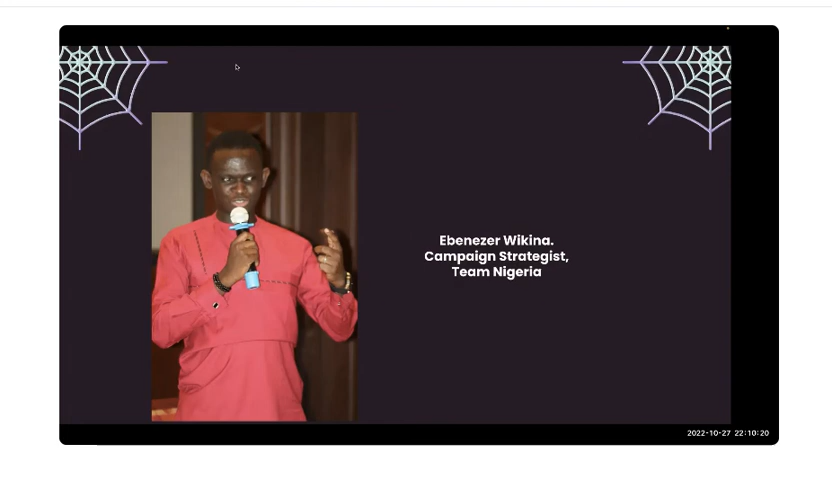 Ebenezer Wikina.
Campaign Strategist,
Team Nigeria
2022-10-27 22:10:20